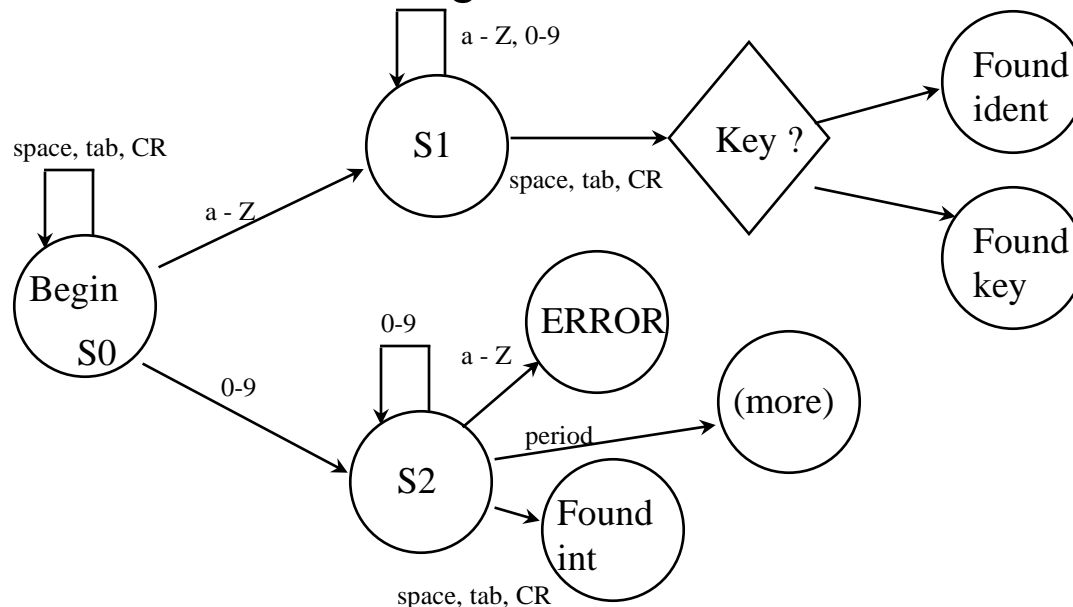 a - Z, 0-9
Found
ident
S1
Key ?
space, tab, CR
space, tab, CR
a - Z
Found
key
Begin
S0
ERROR
0-9
a - Z
0-9
(more)
period
S2
Found
int
space, tab, CR